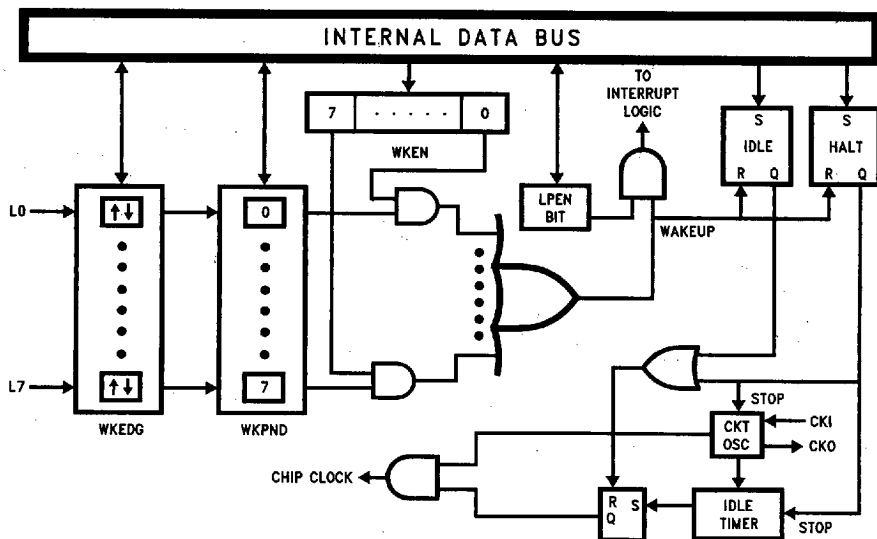 INTERNAL DATA BUS
TO
INTERRUPT
LOGIC
7 ····· 0
WKEN
S
IDLE
R Q
S
HALT
R Q
L0
↑↓
0
LPEN
BIT
WAKEUP
L7
↑↓
7
WKEDG
WKPND
STOP
CKT
OSC
CKI
CKO
CHIP CLOCK
R S
Q
IDLE
TIMER
STOP